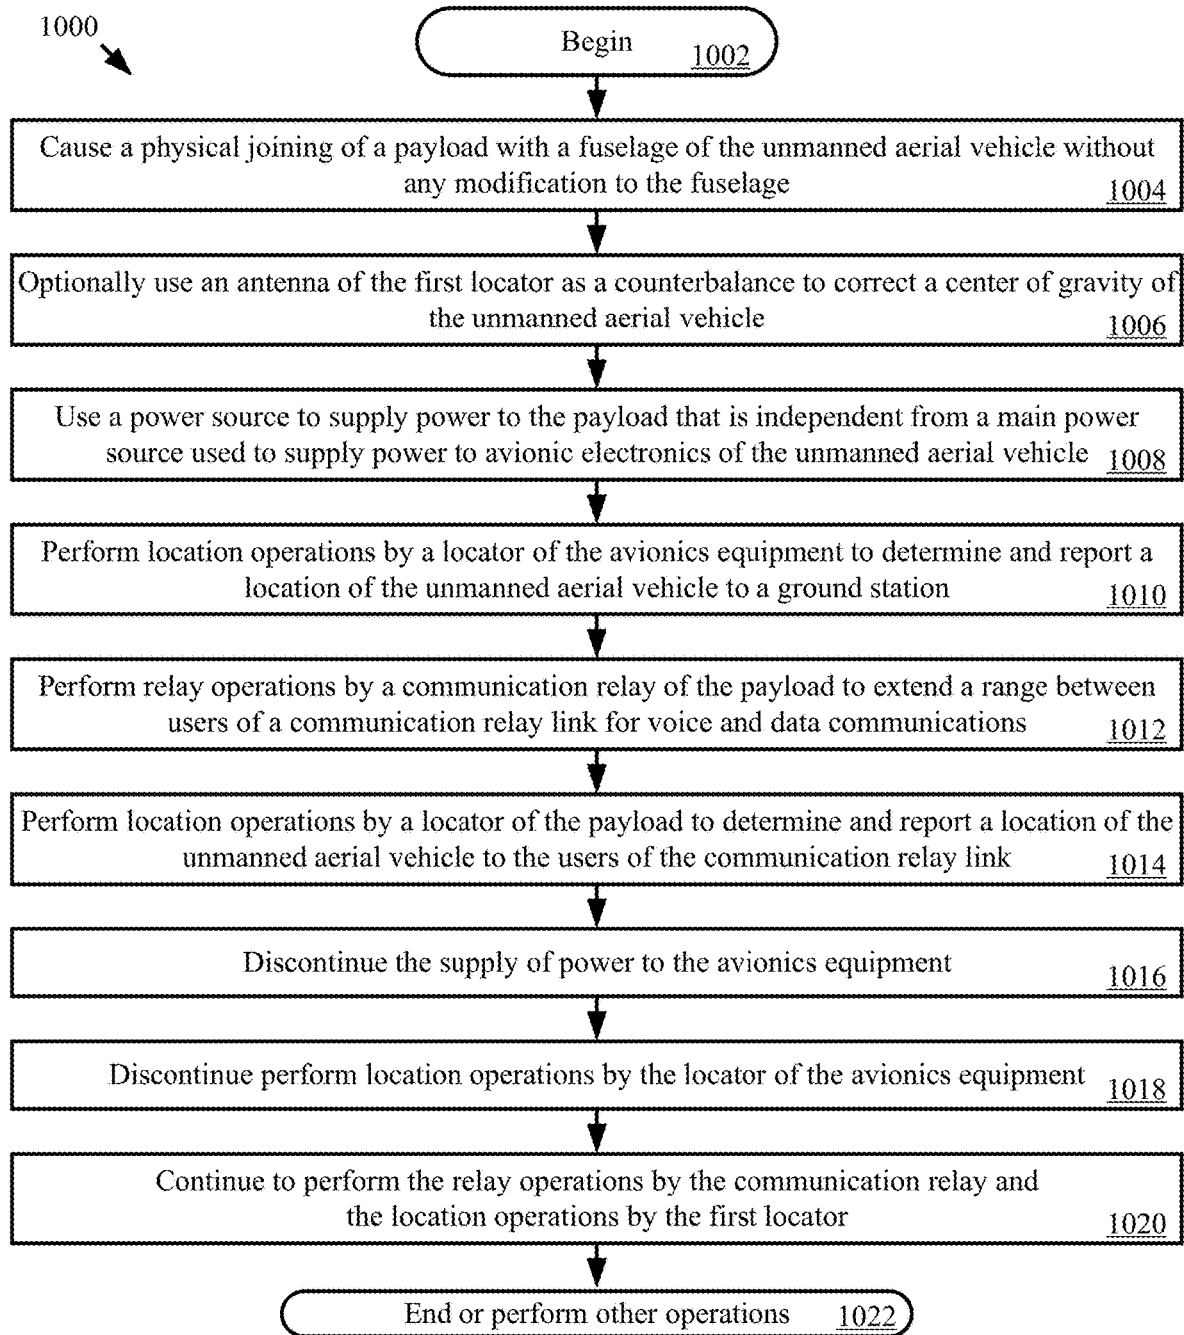 1000
Begin 1002
Cause a physical joining of a payload with a fuselage of the unmanned aerial vehicle without
any modification to the fuselage 1004
Optionally use an antenna of the first locator as a counterbalance to correct a center of gravity of
the unmanned aerial vehicle 1006
Use a power source to supply power to the payload that is independent from a main power
source used to supply power to avionic electronics of the unmanned aerial vehicle 1008
Perform location operations by a locator of the avionics equipment to determine and report a
location of the unmanned aerial vehicle to a ground station 1010
Perform relay operations by a communication relay of the payload to extend a range between
users of a communication relay link for voice and data communications 1012
Perform location operations by a locator of the payload to determine and report a location of the
unmanned aerial vehicle to the users of the communication relay link 1014
Discontinue the supply of power to the avionics equipment 1016
Discontinue perform location operations by the locator of the avionics equipment 1018
Continue to perform the relay operations by the communication relay and
the location operations by the first locator 1020
End or perform other operations 1022